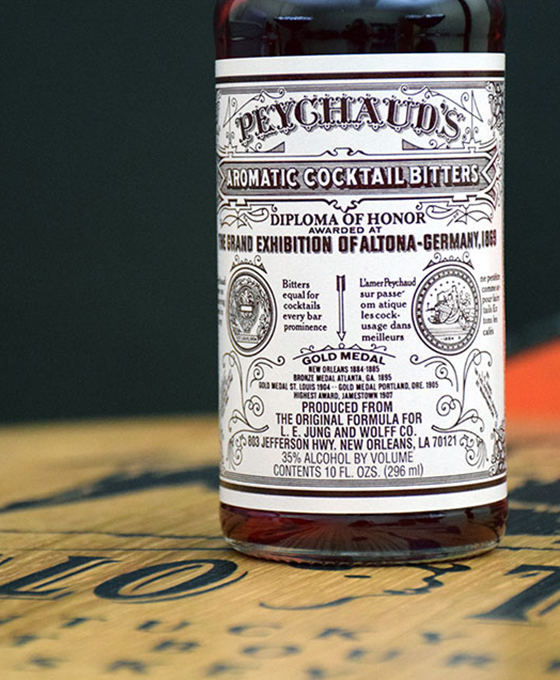 PEYCHAUD'S
AROMATIC COCKTAIL BITTERS
DIPLOMA OF HONOR
AWARDED AT
THE GRAND EXHIBITION OF ALTONA-GERMANY, 1869
Bitters
equal for
cocktails
every bar
prominence
L'amer Peychaud
sur passe'
om atique
les cock-
usage dans
meilleurs
GOLD MEDAL
NEW ORLEANS 1884-1885
BRONZE MEDAL ATLANTA, GA. 1895
GOLD MEDAL ST. LOUIS 1904 - - GOLD MEDAL PORTLAND, ORE. 1905
HIGHEST AWARD, JAMESTOWN 1907
PRODUCED FROM
THE ORIGINAL FORMULA FOR
L. E. JUNG AND WOLFF CO.
803 JEFFERSON HWY. NEW ORLEANS, LA 70121
35% ALCOHOL BY VOLUME
CONTENTS 10 FL. OZS. (296 ml)